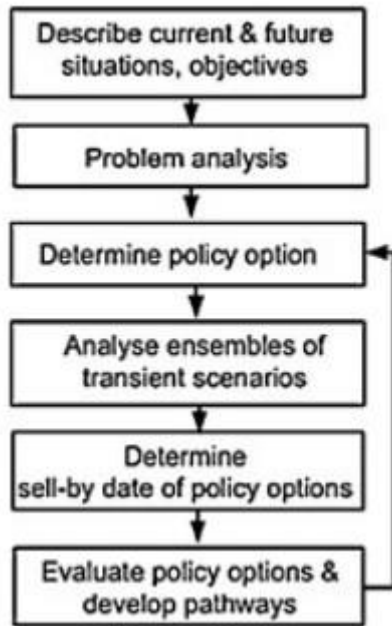 Describe current & future
situations, objectives
Problem analysis
Determine policy option
Analyse ensembles of
transient scenarios
Determine
sell-by date of policy options
Evaluate policy options &
develop pathways